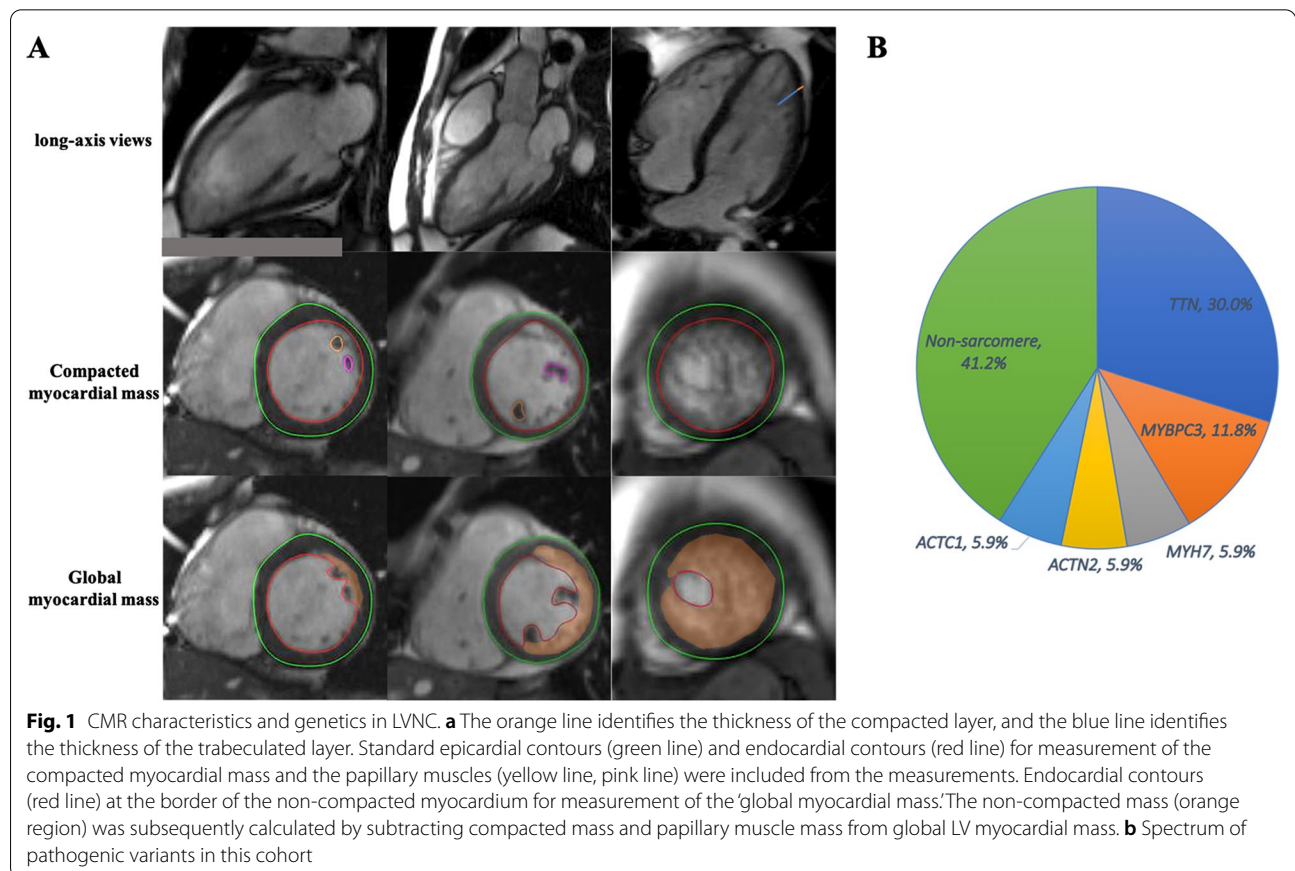 A
B
long-axis views
Compacted
myocardial mass
Global
myocardial mass
TTN, 30.0%
MYBPC3, 11.8%
MYH7, 5.9%
ACTN2, 5.9%
ACTC1, 5.9%
Non-sarcomere,
41.2%
Fig. 1 CMR characteristics and genetics in LVNC. a The orange line identifies the thickness of the compacted layer, and the blue line identifies
the thickness of the trabeculated layer. Standard epicardial contours (green line) and endocardial contours (red line) for measurement of the
compacted myocardial mass and the papillary muscles (yellow line, pink line) were included from the measurements. Endocardial contours
(red line) at the border of the non-compacted myocardium for measurement of the ‘global myocardial mass.’ The non-compacted mass (orange
region) was subsequently calculated by subtracting compacted mass and papillary muscle mass from global LV myocardial mass. b Spectrum of
pathogenic variants in this cohort